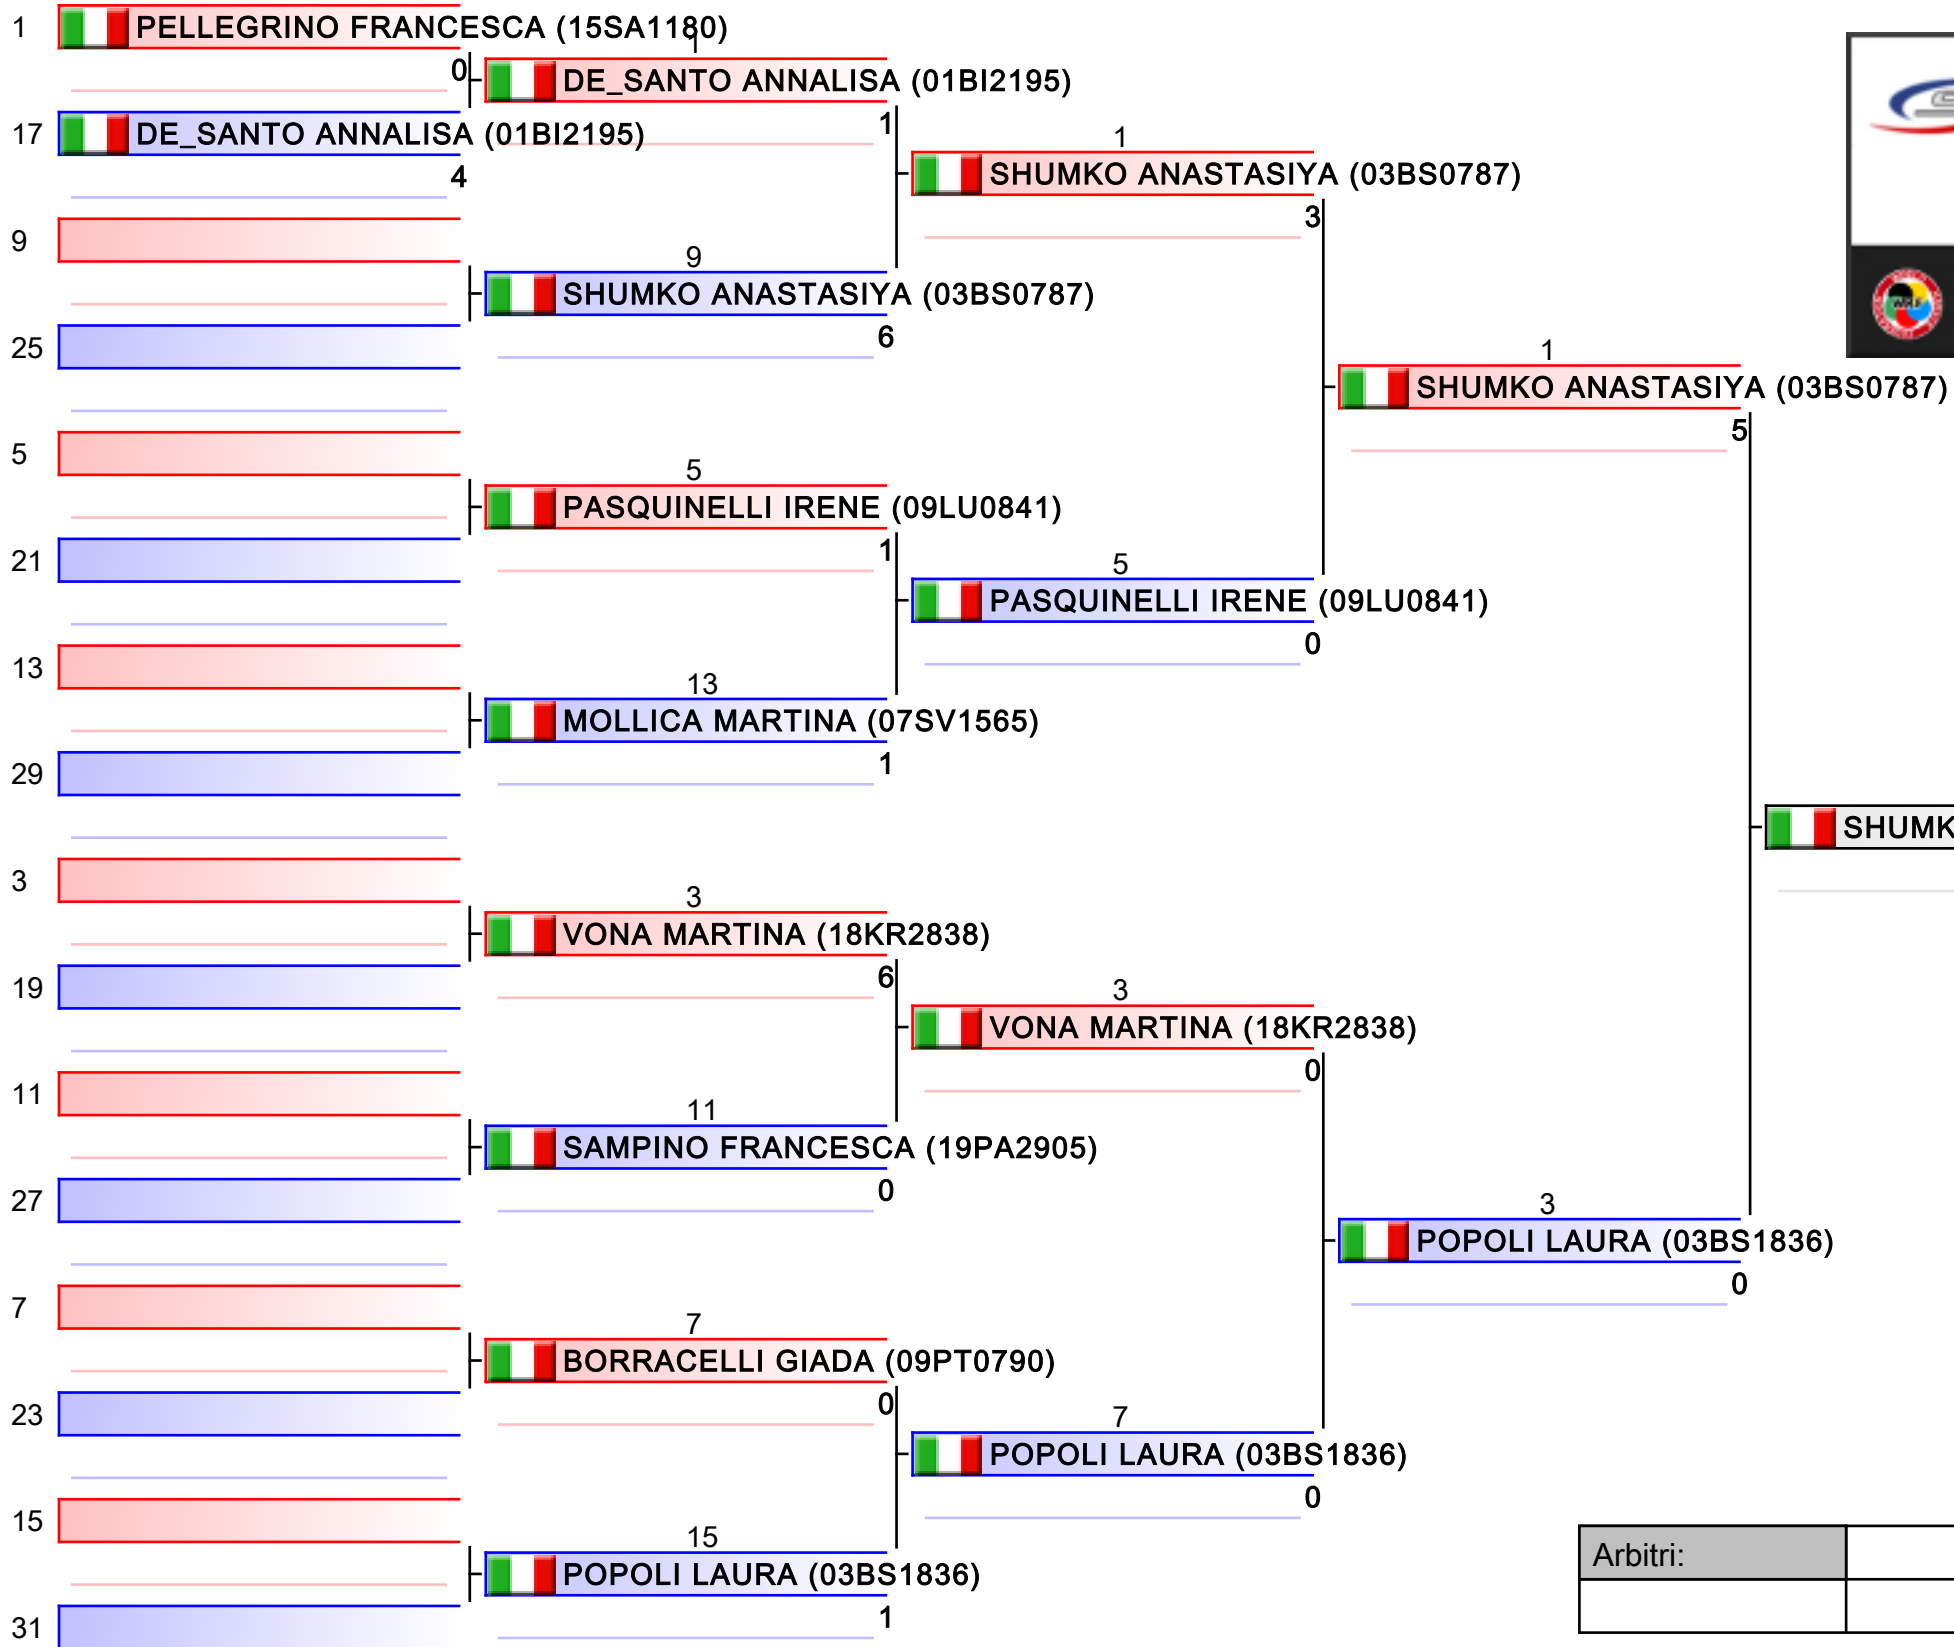 1
PELLEGRINO FRANCESCA (15SA1180)
0
1
DE_SANTO ANNALISA (01BI2195)
1
17
DE_SANTO ANNALISA (01BI2195)
4
1
SHUMKO ANASTASIYA (03BS0787)
3
9
9
SHUMKO ANASTASIYA (03BS0787)
6
25
1
SHUMKO ANASTASIYA (03BS0787)
5
5
5
PASQUINELLI IRENE (09LU0841)
1
21
5
PASQUINELLI IRENE (09LU0841)
0
13
13
MOLLICA MARTINA (07SV1565)
1
29
SHUMK
3
3
VONA MARTINA (18KR2838)
6
19
3
VONA MARTINA (18KR2838)
0
11
11
SAMPINO FRANCESCA (19PA2905)
0
27
3
POPOLI LAURA (03BS1836)
0
7
7
BORRACELLI GIADA (09PT0790)
0
23
7
POPOLI LAURA (03BS1836)
0
15
15
POPOLI LAURA (03BS1836)
1
31
Arbitri: